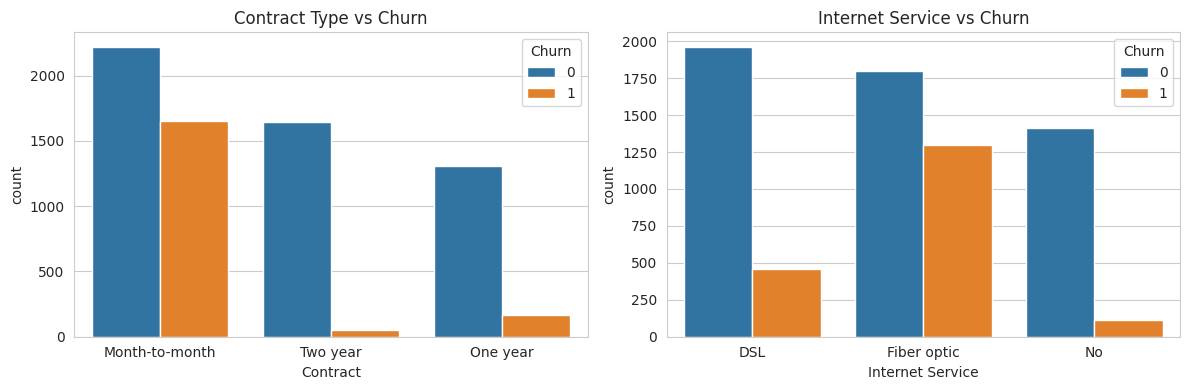 Contract Type vs Churn
count
2000
1500
1000
500
0
Churn
0
1
Month-to-month
Two year
One year
Contract
Internet Service vs Churn
count
2000
1750
1500
1250
1000
750
500
250
0
Churn
0
1
DSL
Fiber optic
No
Internet Service